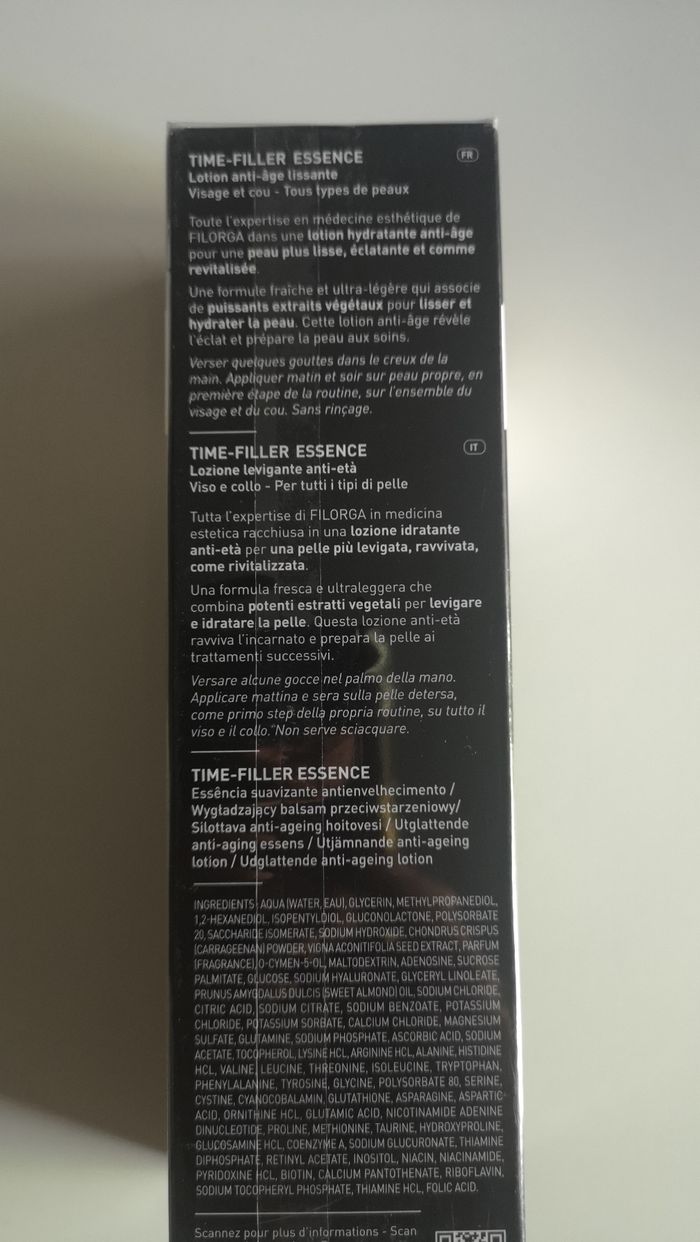 TIME-FILLER ESSENCE FR
Lotion anti-âge lissante
Visage et cou - Tous types de peaux
Toute l'expertise en médecine esthétique de
FILORGA dans une lotion hydratante anti-âge
pour une peau plus lisse, éclatante et comme
revitalisée.
Une formule fraîche et ultra-légère qui associe
de puissants extraits végétaux pour lisser et
hydrater la peau. Cette lotion anti-âge révèle
l'éclat et prépare la peau aux soins.
Verser quelques gouttes dans le creux de la
main. Appliquer matin et soir sur peau propre, en
première étape de la routine, sur l'ensemble du
visage et du cou. Sans rinçage.
TIME-FILLER ESSENCE IT
Lozione levigante anti-età
Viso e collo - Per tutti i tipi di pelle
Tutta l'expertise di FILORGA in medicina
estetica racchiusa in una lozione idratante
anti-età per una pelle più levigata, ravvivata,
come rivitalizzata.
Una formula fresca e ultraleggera che
combina potenti estratti vegetali per levigare
e idratare la pelle. Questa lozione anti-età
ravviva l'incarnato e prepara la pelle ai
trattamenti successivi.
Versare alcune gocce nel palmo della mano.
Applicare mattina e sera sulla pelle detersa,
come primo step della propria routine, su tutto il
viso e il collo. Non serve sciacquare.
TIME-FILLER ESSENCE
Essência suavizante antienvelhecimento /
Wygładzający balsam przeciwstarzeniowy/
Silottava anti-ageing hoitovesi / Utglattende
anti-aging essens / Utjämnande anti-ageing
lotion / Udglattende anti-ageing lotion
INGREDIENTS: AQUA (WATER, EAU), GLYCERIN, METHYLPROPANEDIOL,
1,2-HEXANEDIOL, ISOPENTYLDIOL, GLUCONOLACTONE, POLYSORBATE
20, SACCHARIDE ISOMERATE, SODIUM HYDROXIDE, CHONDRUS CRISPUS
(CARRAGEENAN) POWDER, VIGNA ACONITIFOLIA SEED EXTRACT, PARFUM
(FRAGRANCE), O-CYMEN-5-OL, MALTODEXTRIN, ADENOSINE, SUCROSE
PALMITATE, GLUCOSE, SODIUM HYALURONATE, GLYCERYL LINOLEATE,
PRUNUS AMYGDALUS DULCIS (SWEET ALMOND) OIL, SODIUM CHLORIDE,
CITRIC ACID, SODIUM CITRATE, SODIUM BENZOATE, POTASSIUM
CHLORIDE, POTASSIUM SORBATE, CALCIUM CHLORIDE, MAGNESIUM
SULFATE, GLUTAMINE, SODIUM PHOSPHATE, ASCORBIC ACID, SODIUM
ACETATE, TOCOPHEROL, LYSINE HCL, ARGININE HCL, ALANINE, HISTIDINE
HCL, VALINE, LEUCINE, THREONINE, ISOLEUCINE, TRYPTOPHAN,
PHENYLALANINE, TYROSINE, GLYCINE, POLYSORBATE 80, SERINE,
CYSTINE, CYANOCOBALAMIN, GLUTATHIONE, ASPARAGINE, ASPARTIC
ACID, ORNITHINE HCL, GLUTAMIC ACID, NICOTINAMIDE ADENINE
DINUCLEOTIDE, PROLINE, METHIONINE, TAURINE, HYDROXYPROLINE,
GLUCOSAMINE HCL, COENZYME A, SODIUM GLUCURONATE, THIAMINE
DIPHOSPHATE, RETINYL ACETATE, INOSITOL, NIACIN, NIACINAMIDE,
PYRIDOXINE HCL, BIOTIN, CALCIUM PANTOTHENATE, RIBOFLAVIN,
SODIUM TOCOPHERYL PHOSPHATE, THIAMINE HCL, FOLIC ACID.
Scannez pour plus d'informations - Scan